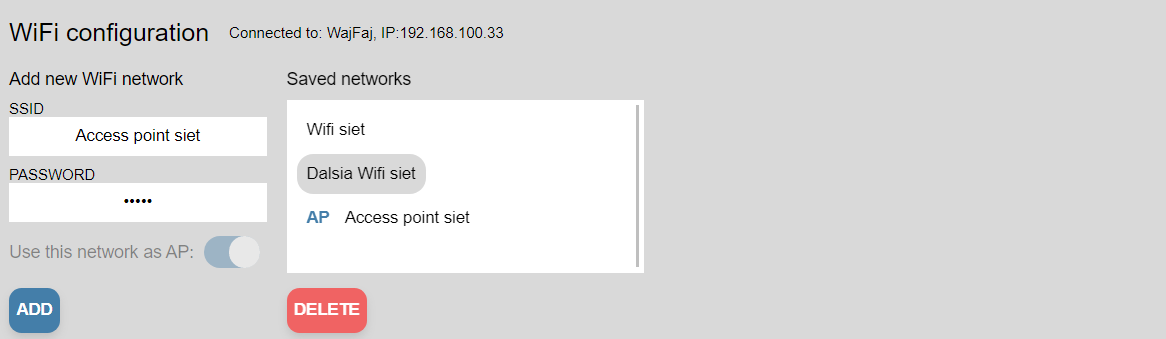 WiFi configuration Connected to: WajFaj, IP:192.168.100.33
Add new WiFi network
SSID
Access point siet
PASSWORD
•••••
Use this network as AP:
ADD
Saved networks
Wifi siet
Dalsia Wifi siet
AP Access point siet
DELETE